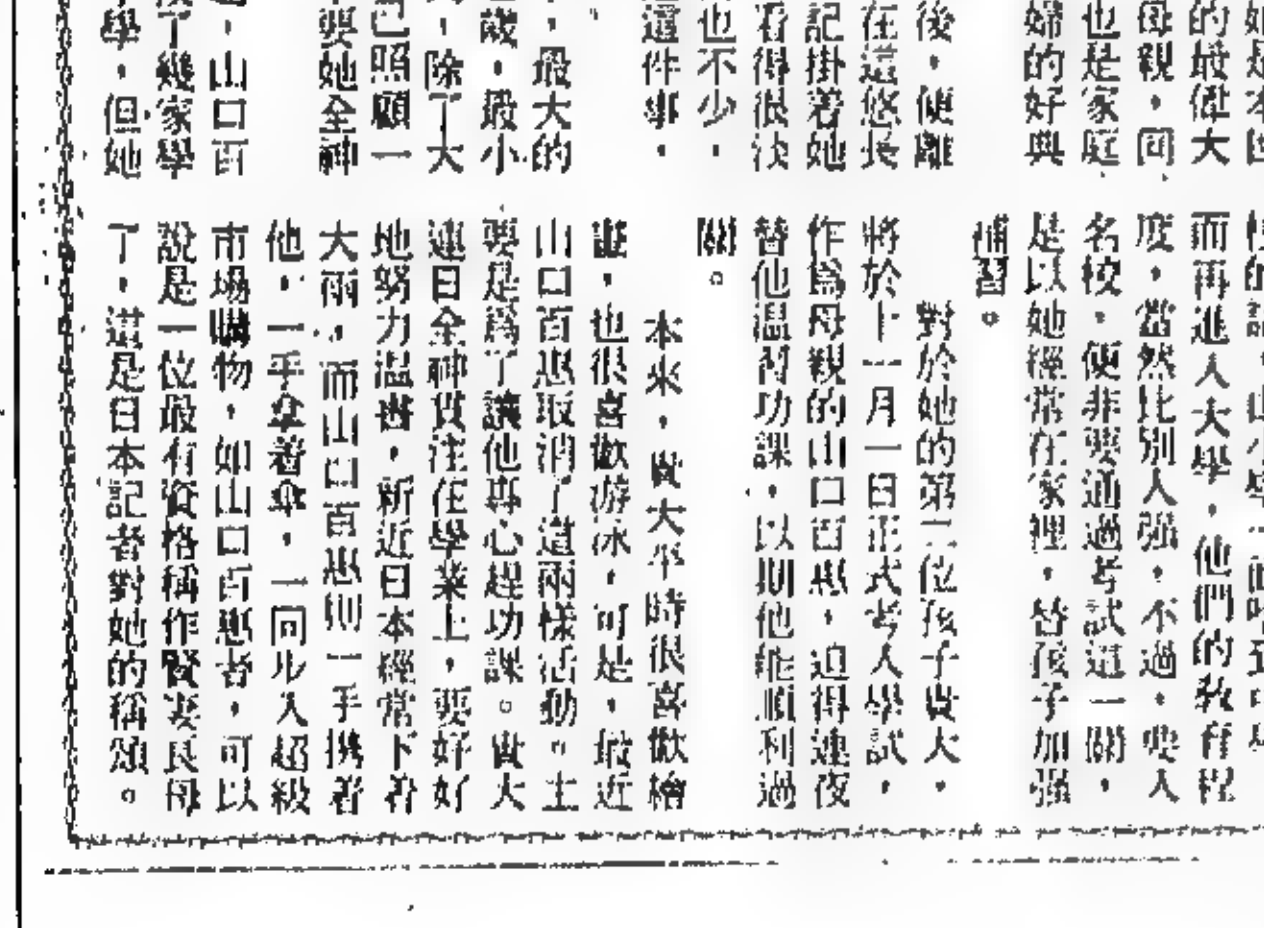 的最偉大
母親，同
也是家庭
婦的好典
後，便離
在這悠長
記掛着她
看得很淡
也不少，
這件事，
，最大的
歲，最小
，除了大
己照顧一
要她全神
，山口百
了幾家學
學，但她
而再進入大學，他們的教育程
度，當然比別人强，不過，要入
名校，便非要通過考試這一關，
是以她經常在家裡，替孩子加强
補習。
對於她的第二位孩子貴大，
將於十一月一日正式考入學試，
作爲母親的山口百惠，迫得連夜
替他温習功課，以期他能順利過
關。
本來，貴大平時很喜歡繪
畫，也很喜歡游泳，可是，最近
山口百惠取消了這兩樣活動。主
要是爲了讓他專心趕功課。貴大
連日全神貫注在學業上，要好好
地努力温書，新近日本經常下着
大雨，而山口百惠則一手携着
他，一手拿着傘，一同步入超級
市場購物，如山口百惠者，可以
說是一位最有資格稱作賢妻良母
了，這是日本記者對她的稱頌。